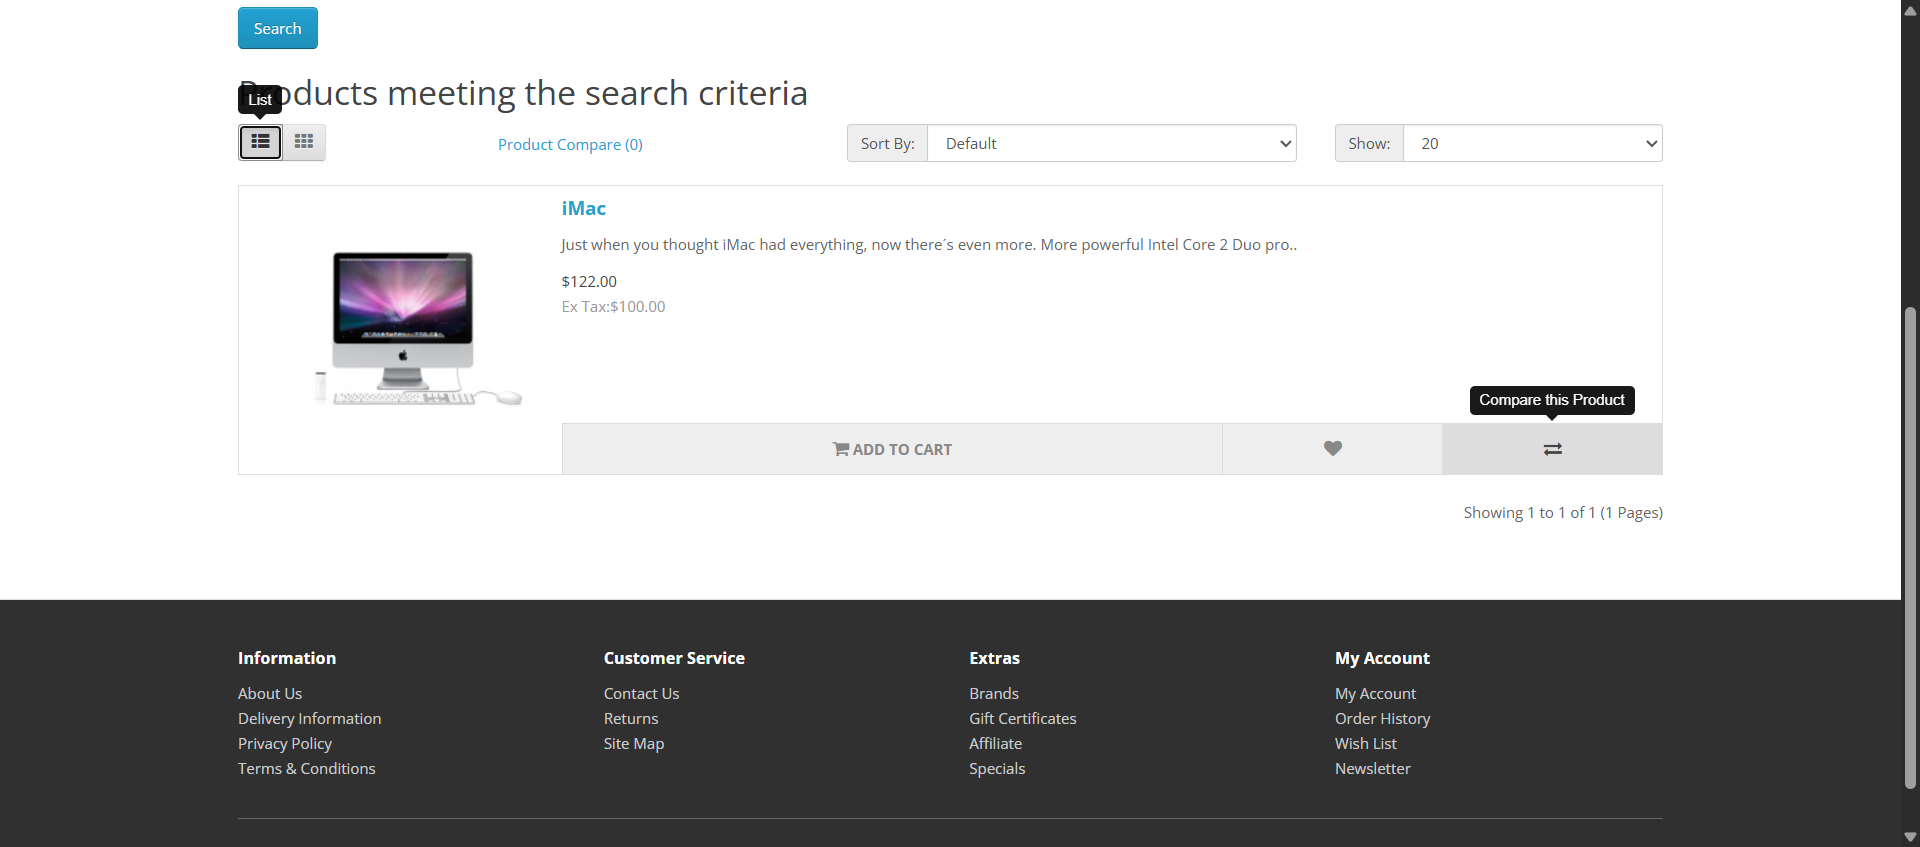 Search
Products meeting the search criteria
List
Product Compare (0)
Sort By:
Default
Show:
20
iMac
Just when you thought iMac had everything, now there´s even more. More powerful Intel Core 2 Duo pro..
$122.00
Ex Tax:$100.00
Compare this Product
ADD TO CART
Showing 1 to 1 of 1 (1 Pages)
Information
About Us
Delivery Information
Privacy Policy
Terms & Conditions
Customer Service
Contact Us
Returns
Site Map
Extras
Brands
Gift Certificates
Affiliate
Specials
My Account
My Account
Order History
Wish List
Newsletter